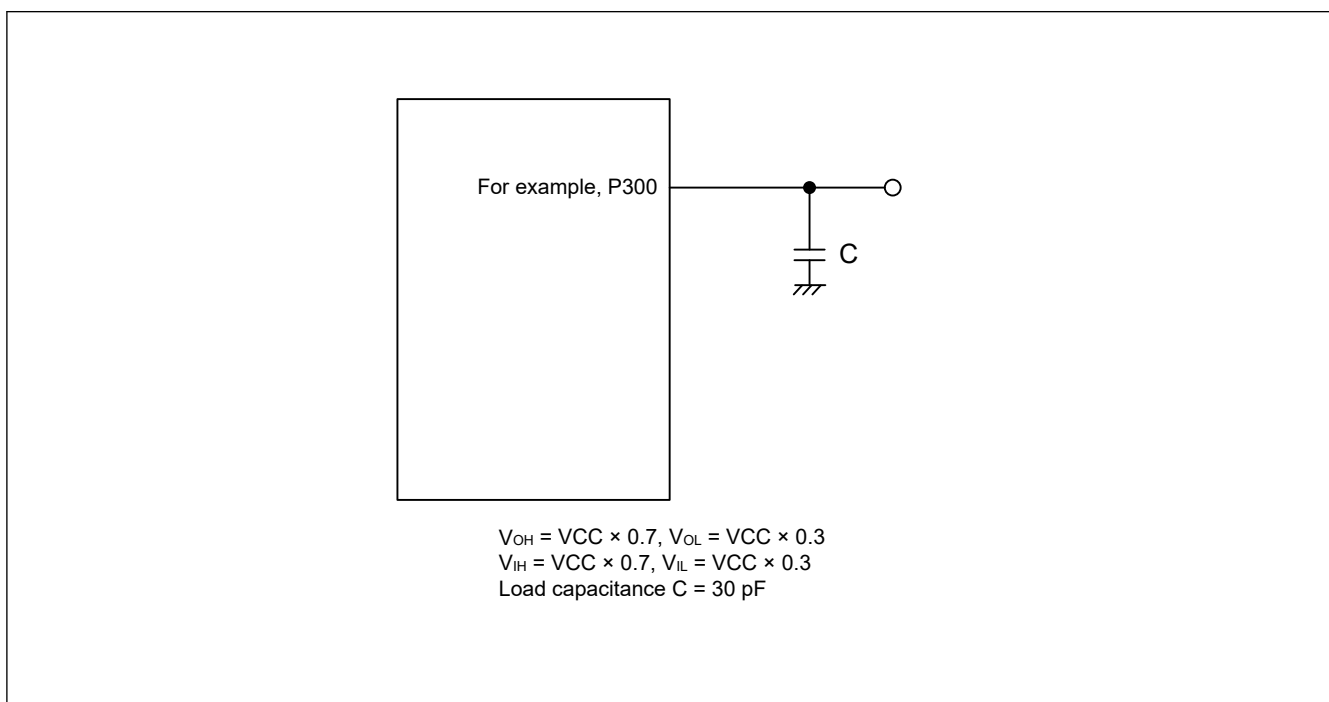 For example, P300
C
VOH = VCC × 0.7, VOL = VCC × 0.3
VIH = VCC × 0.7, VIL = VCC × 0.3
Load capacitance C = 30 pF